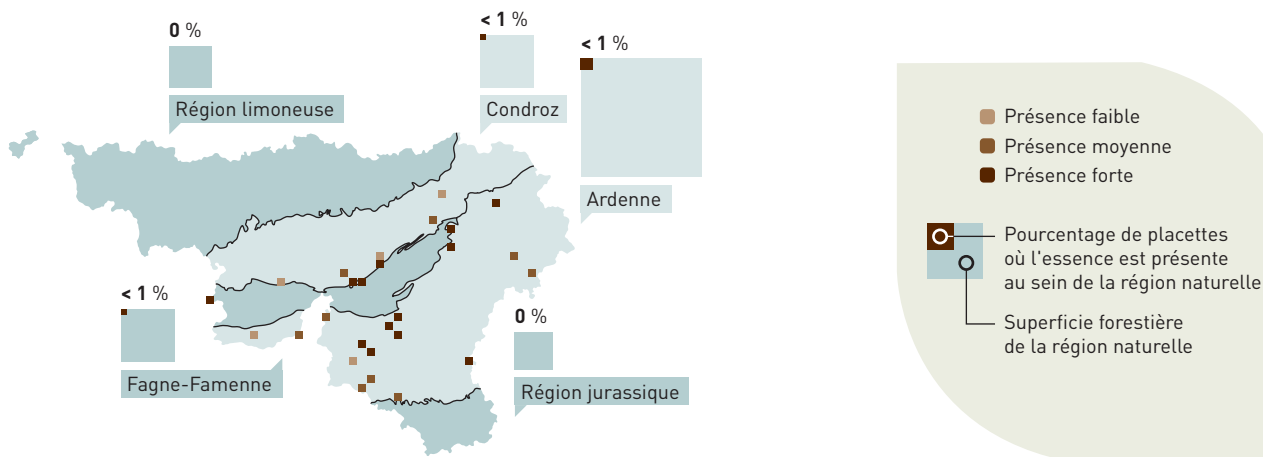 0 %
Région limoneuse
< 1 %
Condroz
< 1 %
Ardenne
< 1 %
Fagne-Famenne
0 %
Région jurassique
Présence faible
Présence moyenne
Présence forte
Pourcentage de placettes
où l'essence est présente
au sein de la région naturelle
Superficie forestière
de la région naturelle